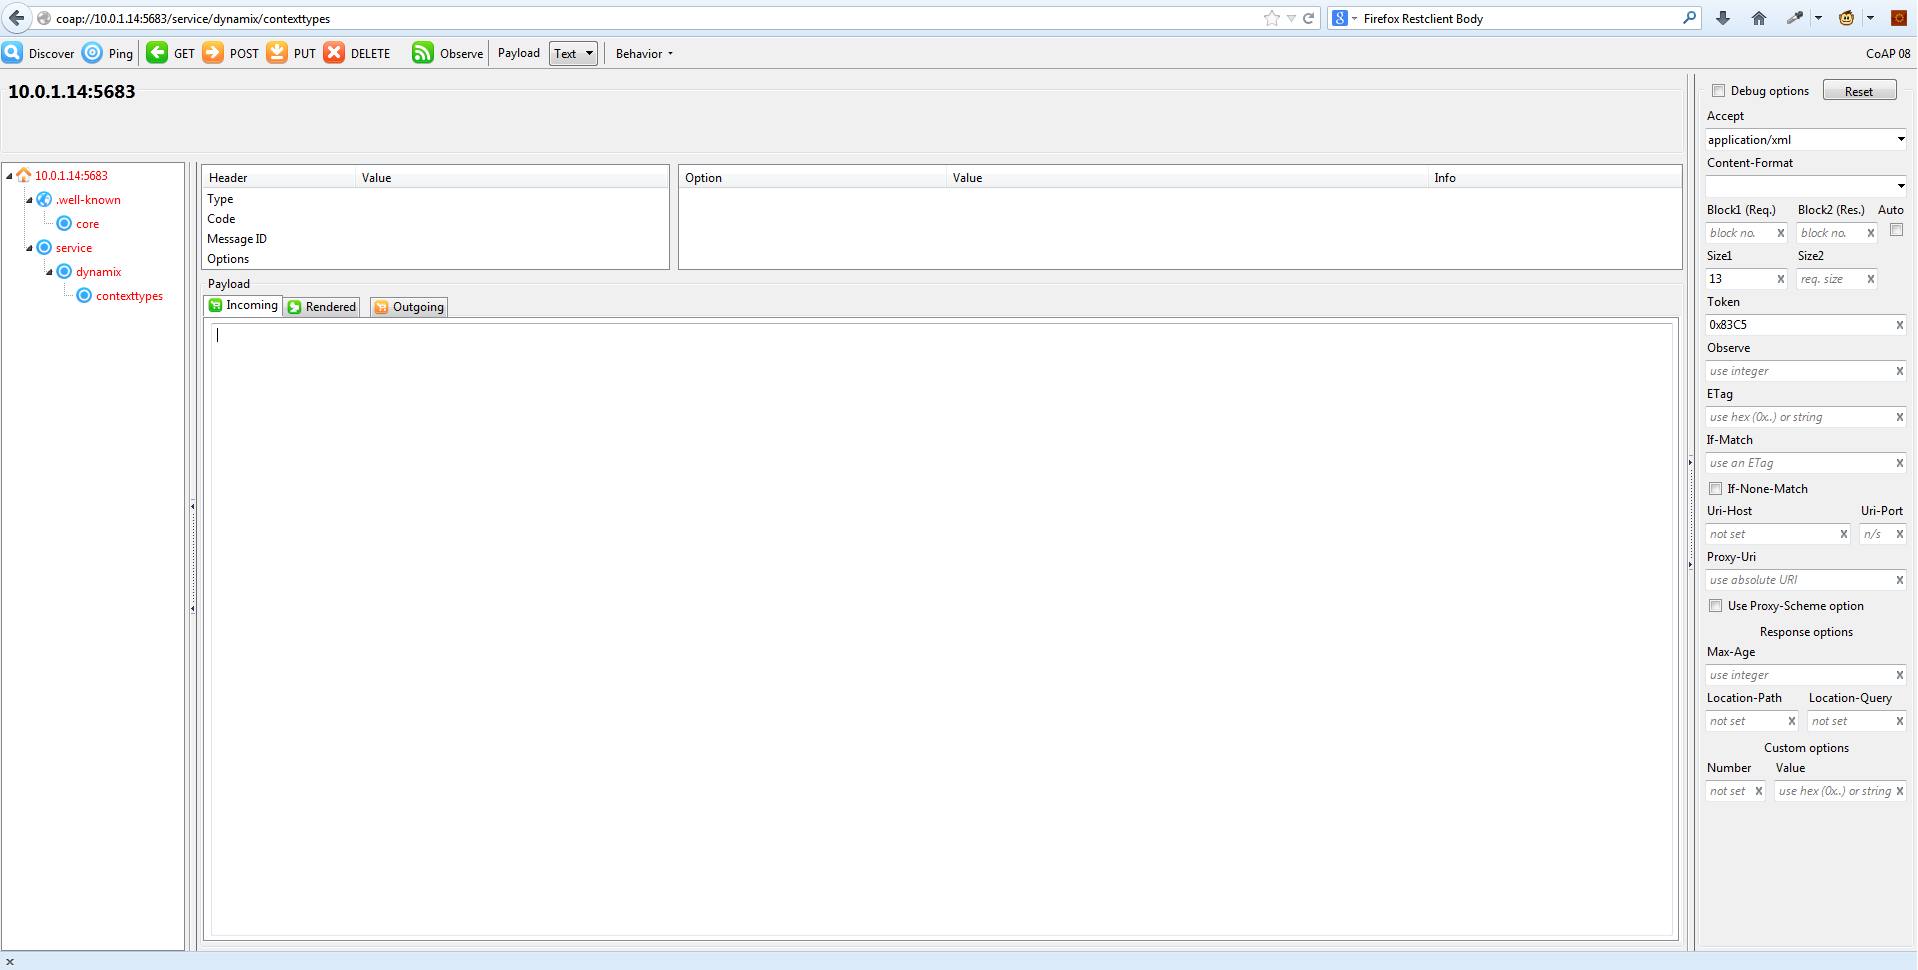 coap://10.0.1.14:5683/service/dynamix/contexttypes
8 Firefox Restclient Body
Discover Ping GET POST PUT DELETE Observe Payload Text Behavior CoAP 08
10.0.1.14:5683
Debug options Reset
Accept
application/xml
Content-Format
10.0.1.14:5683
.well-known
core
service
dynamix
contexttypes
Header Value
Type
Code
Message ID
Options
Option Value Info
Payload
Incoming Rendered Outgoing
Block1 (Req.) Block2 (Res.) Auto
block no. x block no. x
Size1 Size2
13 x req. size x
Token
0x83C5 x
Observe
use integer x
ETag
use hex (0x..) or string x
If-Match
use an ETag x
If-None-Match
Uri-Host Uri-Port
not set x n/s x
Proxy-Uri
use absolute URI x
Use Proxy-Scheme option
Response options
Max-Age
use integer x
Location-Path Location-Query
not set x not set x
Custom options
Number Value
not set x use hex (0x..) or string x
x